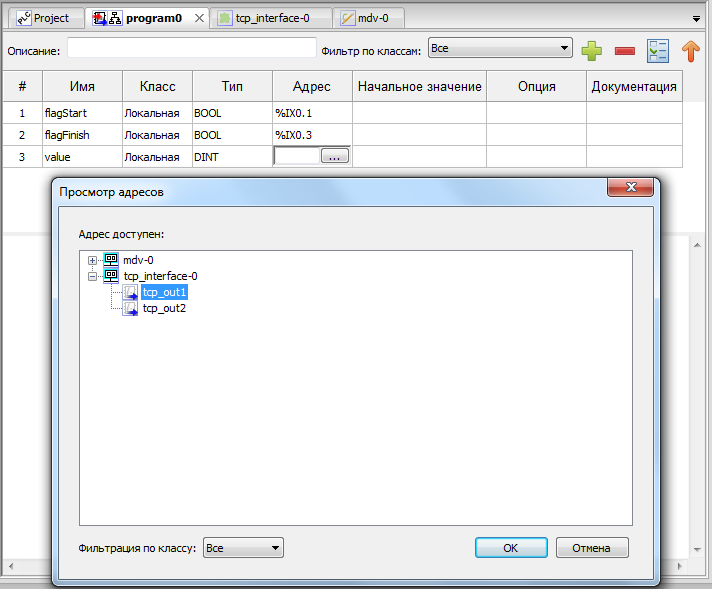 Project program0 tcp_interface-0 mdv-0
Описание: Фильтр по классам: Все
# Имя Класс Тип Адрес Начальное значение Опция Документация
1 flagStart Локальная BOOL %IX0.1
2 flagFinish Локальная BOOL %IX0.3
3 value Локальная DINT ...
Просмотр адресов
Адрес доступен:
mdv-0
tcp_interface-0
tcp_out1
tcp_out2
Фильтрация по классу: Все OK Отмена